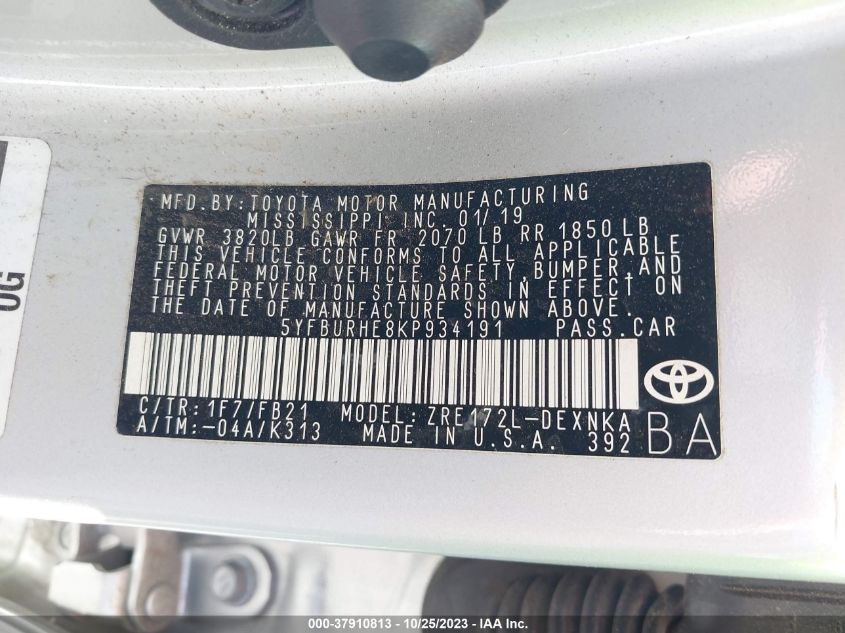 MFD.BY:TOYOTA MOTOR MANUFACTURING
MISSISSIPPI INC. 01/19
GVWR 3820LB GAWR FR 2070 LB RR 1850 LB
THIS VEHICLE CONFORMS TO ALL APPLICABLE
FEDERAL MOTOR VEHICLE SAFETY, BUMPER, AND
THEFT PREVENTION STANDARDS IN EFFECT ON
THE DATE OF MANUFACTURE SHOWN ABOVE.
5YFBURHE8KP934191 PASS.CAR
C/TR:1F7/FB21 MODEL:ZRE172L-DEXNKA
A/TM:-04A/K313 MADE IN U.S.A. 392
BA
OG
000-37910813 - 10/25/2023 - IAA Inc.